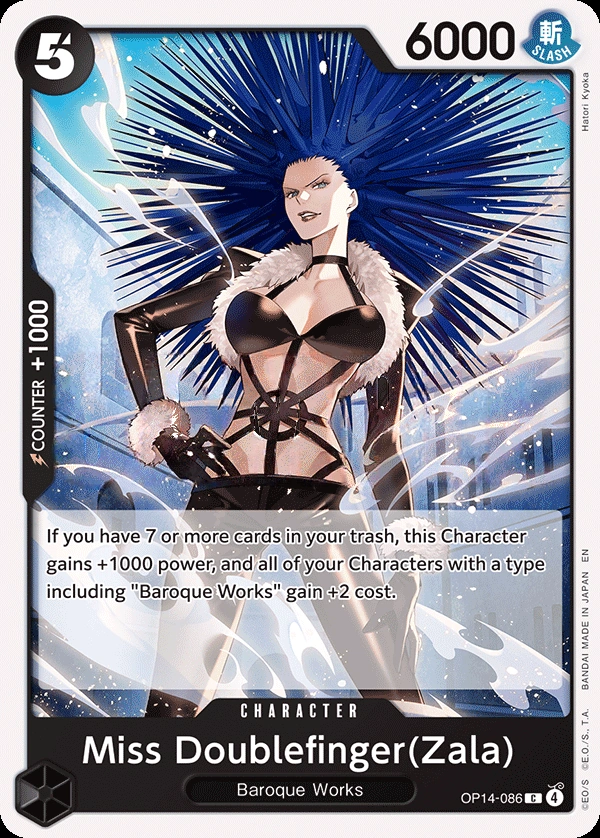 5
6000
斬
SLASH
Hatori Kyoka
COUNTER +1000
If you have 7 or more cards in your trash, this Character
gains +1000 power, and all of your Characters with a type
including "Baroque Works" gain +2 cost.
CHARACTER
Miss Doublefinger(Zala)
Baroque Works
OP14-086 C 4
©EO/S ©E.O./S., T.A. BANDAI MADE IN JAPAN EN